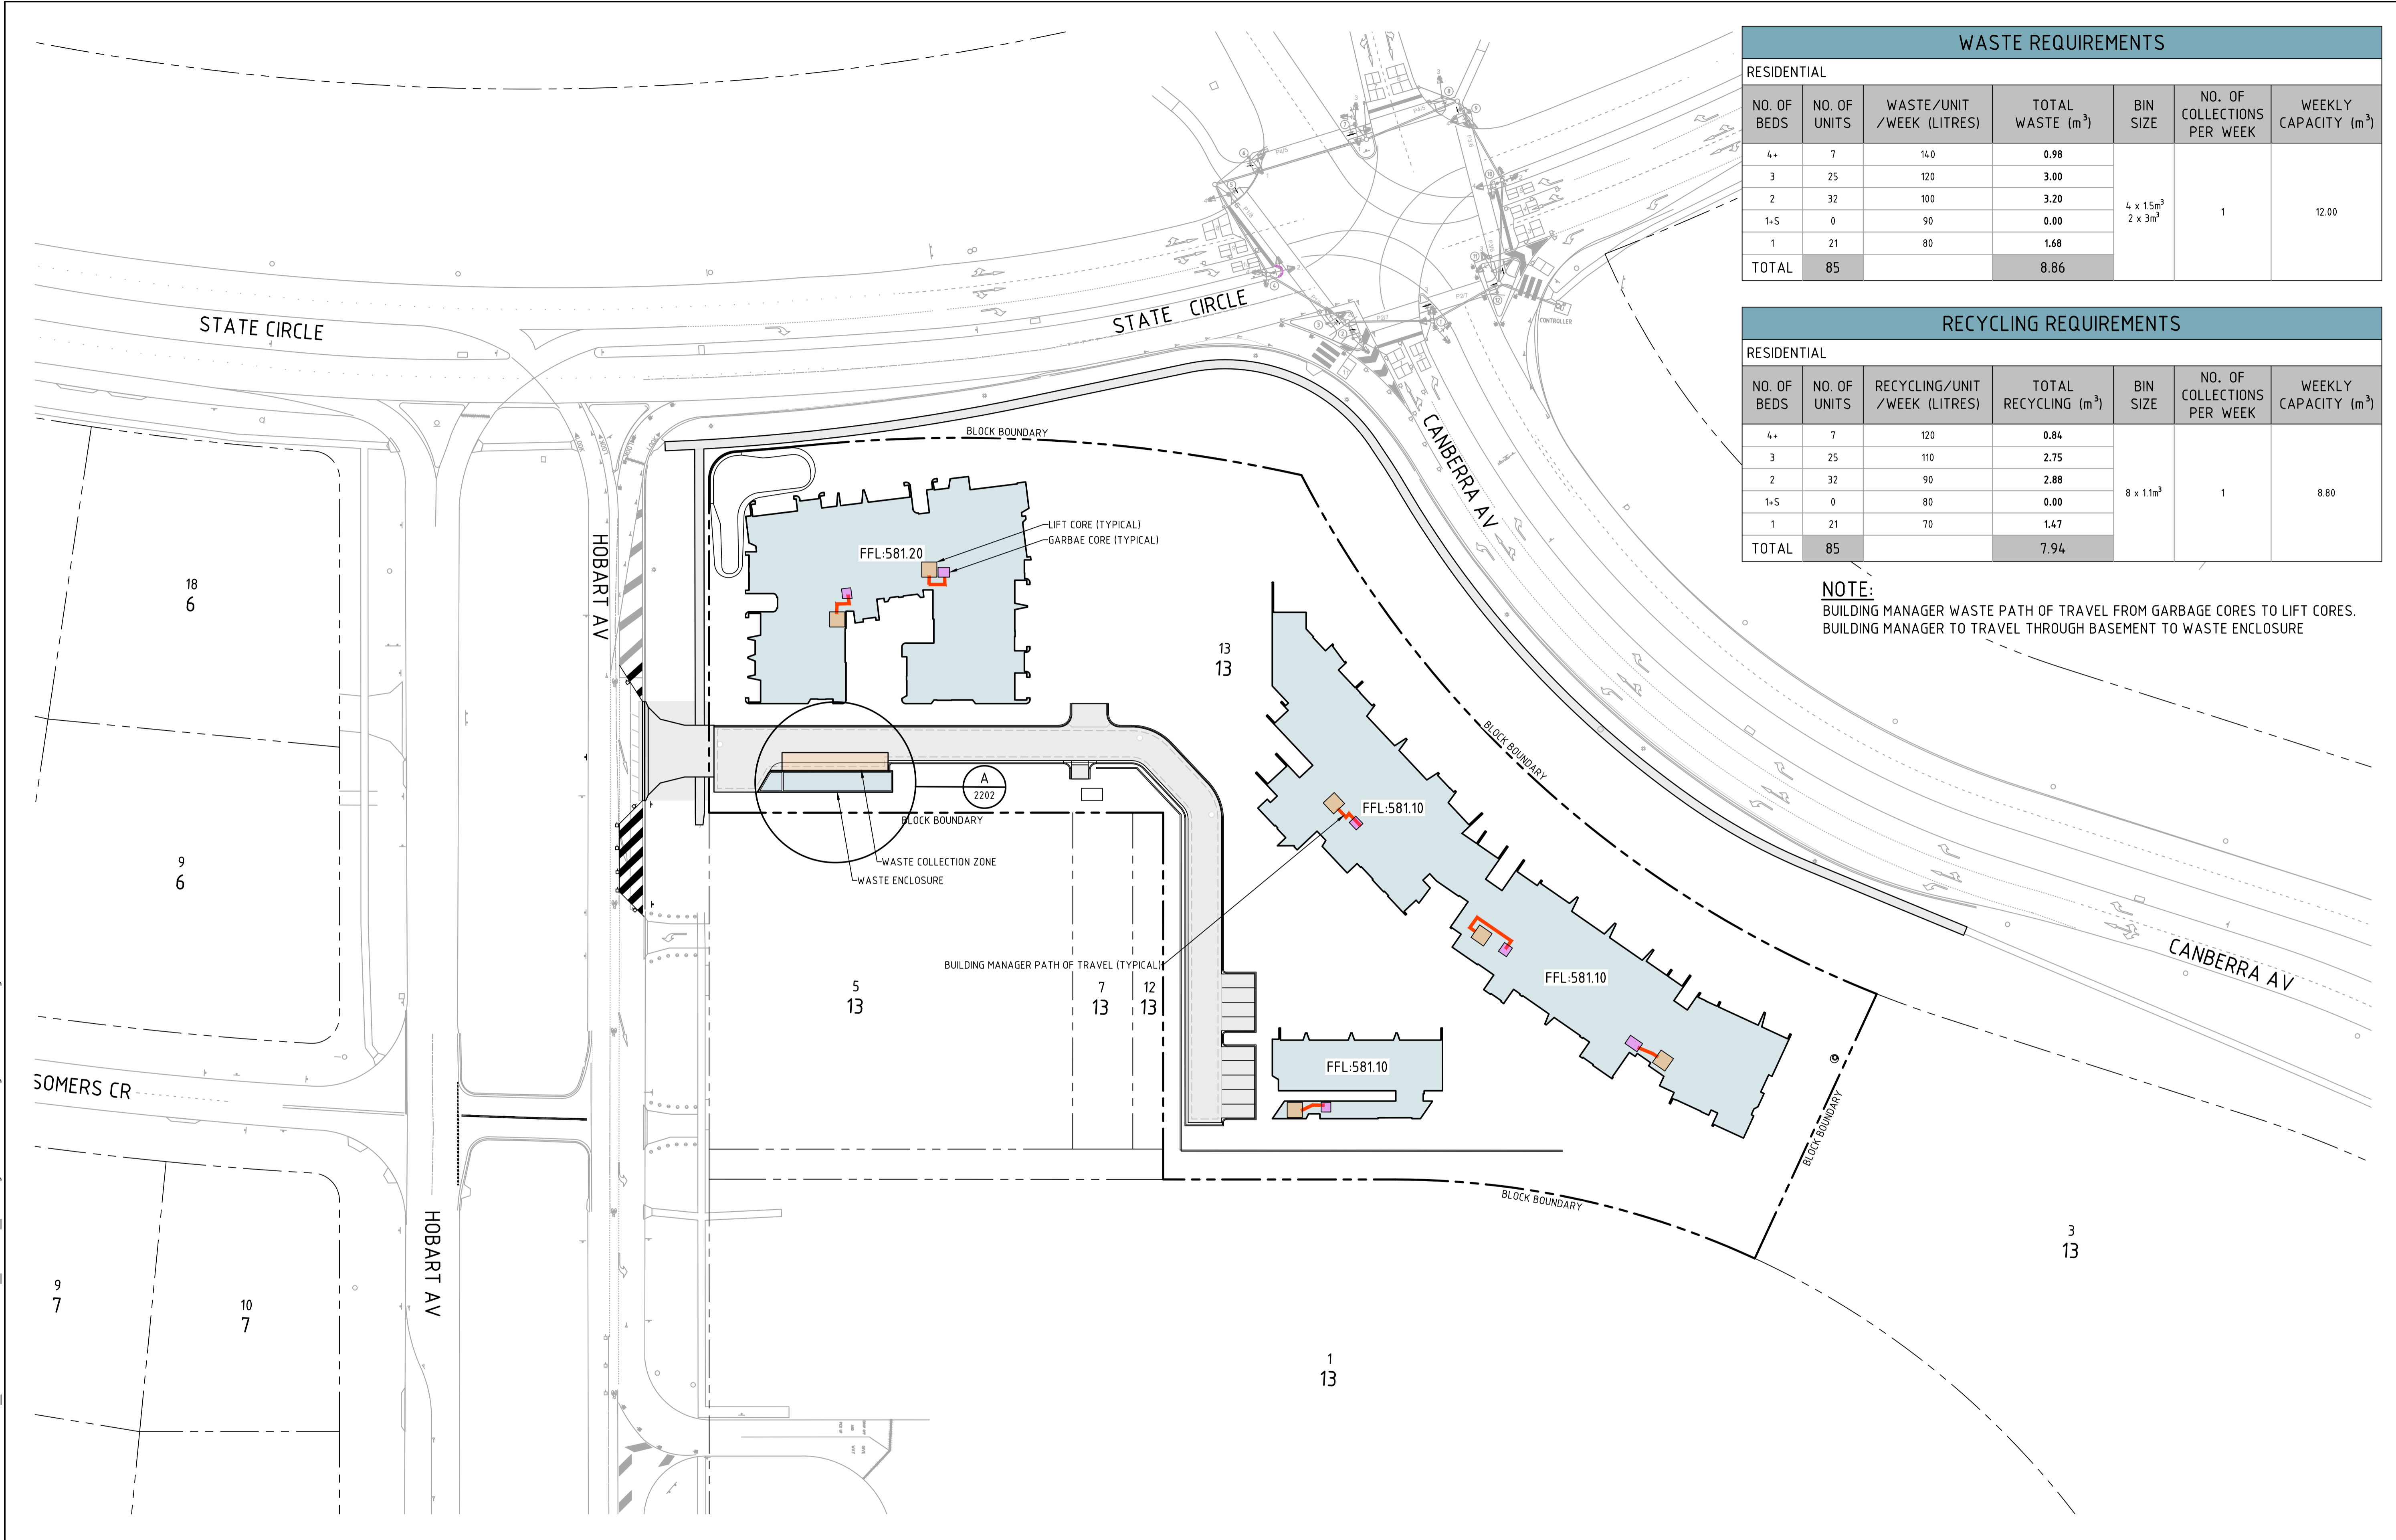 WASTE REQUIREMENTS
RESIDENTIAL
NO. OF BEDS NO. OF UNITS WASTE/UNIT /WEEK (LITRES) TOTAL WASTE (m³) BIN SIZE NO. OF COLLECTIONS PER WEEK WEEKLY CAPACITY (m³)
4+ 7 140 0.98
3 25 120 3.00
2 32 100 3.20
4 x 1.5m³
2 x 3m³
1
12.00
1+S 0 90 0.00
1 21 80 1.68
TOTAL 85 8.86
RECYCLING REQUIREMENTS
RESIDENTIAL
NO. OF BEDS NO. OF UNITS RECYCLING/UNIT /WEEK (LITRES) TOTAL RECYCLING (m³) BIN SIZE NO. OF COLLECTIONS PER WEEK WEEKLY CAPACITY (m³)
4+ 7 120 0.84
3 25 110 2.75
2 32 90 2.88
8 x 1.1m³ 1 8.80
1+S 0 80 0.00
1 21 70 1.47
TOTAL 85 7.94
NOTE:
BUILDING MANAGER WASTE PATH OF TRAVEL FROM GARBAGE CORES TO LIFT CORES.
BUILDING MANAGER TO TRAVEL THROUGH BASEMENT TO WASTE ENCLOSURE
STATE CIRCLE
STATE CIRCLE
CONTROLLER
CANBERRA AV
BLOCK BOUNDARY
LIFT CORE (TYPICAL)
GARBAE CORE (TYPICAL)
FFL:581.20
HOBART AV
18
6
13
13
BLOCK BOUNDARY
A
2202
FFL:581.10
BLOCK BOUNDARY
WASTE COLLECTION ZONE
WASTE ENCLOSURE
9
6
CANBERRA AV
BUILDING MANAGER PATH OF TRAVEL (TYPICAL)
FFL:581.10
5
13
7
13
12
13
FFL:581.10
SOMERS CR
BLOCK BOUNDARY
BLOCK BOUNDARY
HOBART AV
3
13
9
7
10
7
1
13